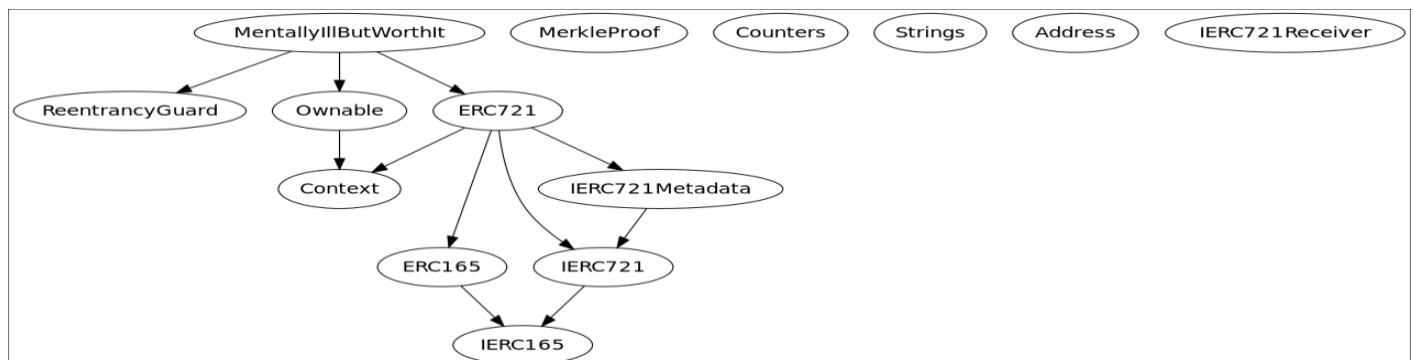 MentallyIllButWorthIt MerkleProof Counters Strings Address IERC721Receiver
ReentrancyGuard Ownable ERC721
Context IERC721Metadata
ERC165 IERC721
IERC165